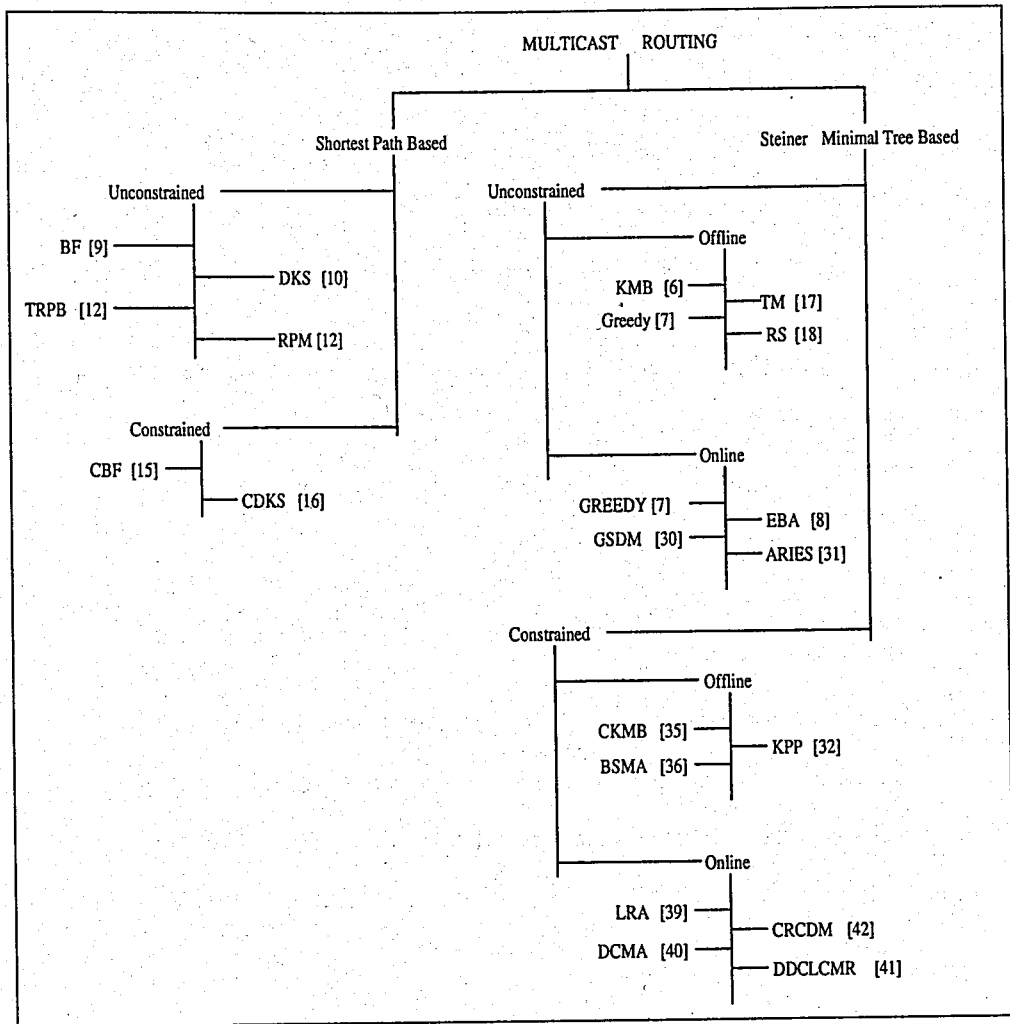 MULTICAST ROUTING
Shortest Path Based
Unconstrained
BF [9]
DKS [10]
TRPB [12]
RPM [12]
Constrained
CBF [15]
CDKS [16]
Steiner Minimal Tree Based
Unconstrained
Offline
KMB [6]
TM [17]
Greedy [7]
RS [18]
Online
GREEDY [7]
EBA [8]
GSDM [30]
ARIES [31]
Constrained
Offline
CKMB [35]
KPP [32]
BSMA [36]
Online
LRA [39]
CRCDM [42]
DCMA [40]
DDCLCMR [41]